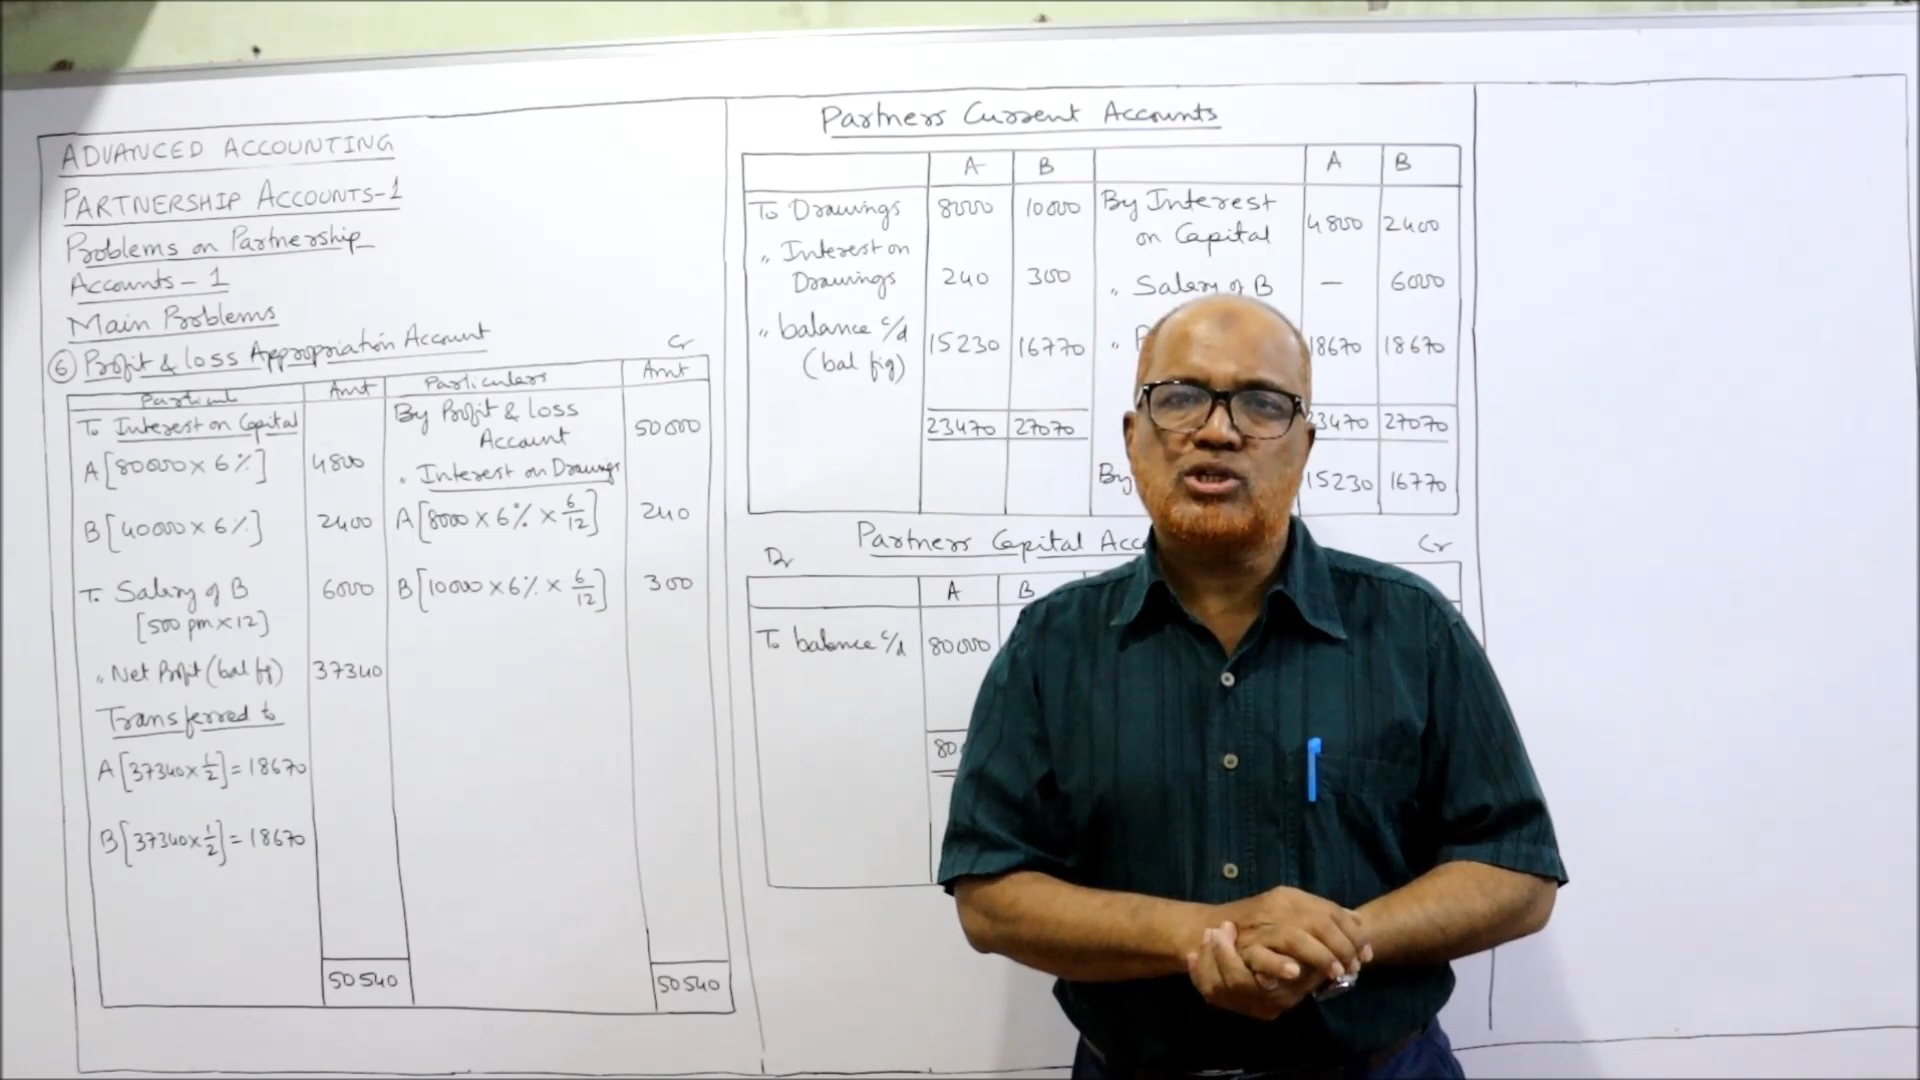 ADVANCED ACCOUNTING
PARTNERSHIP ACCOUNTS-1
Problems on Partnership
Accounts-1
Main Problems
6 Profit & loss Appropriation Account
Cr
Particul Amt Particulars Amt
To Interest on Capital
By Profit & Loss
Account 50000
A [80000 × 6%] 4800
" Interest on Drawings
B [40000 × 6%] 2400
A [8000 × 6% × 6/12] 240
To Salary of B 6000
[500 pm × 12]
B [10000 × 6% × 6/12] 300
" Net Profit (bal fig) 37340
Transferred to
A [37340 × 1/2] = 18670
B [37340 × 1/2] = 18670
50540 50540
Partners Current Accounts
A B A B
To Drawings 8000 10000
By Interest
on Capital 4800 2400
" Interest on
Drawings 240 300
" Salary of B — 6000
" balance c/d 15230 16770
(bal fig)
" P 18670 18670
23470 27070 23470 27070
By 15230 16770
Dr Partners Capital Acc Cr
A B
To balance c/d 80000
80